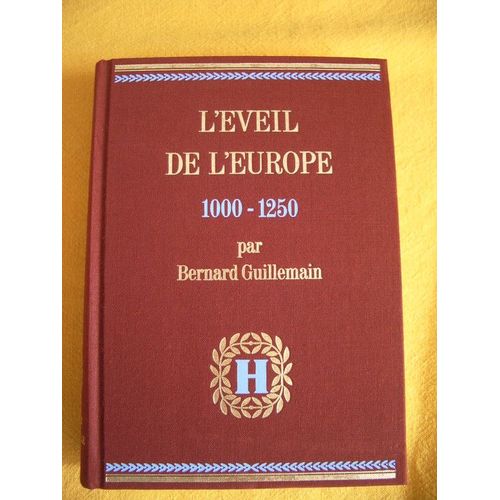 L'EVEIL
DE L'EUROPE
1000 - 1250
par
Bernard Guillemain
H